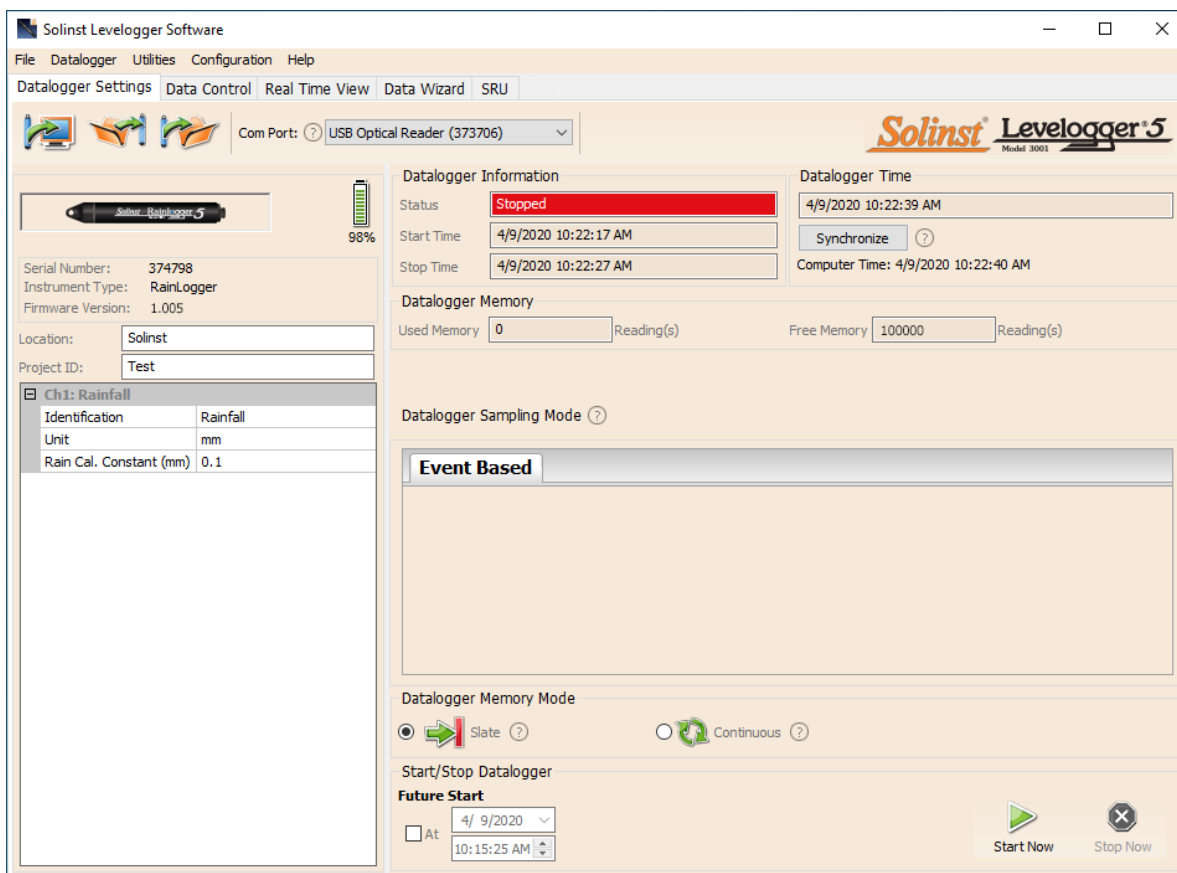 Solinst Levelogger Software
File Datalogger Utilities Configuration Help
Datalogger Settings Data Control Real Time View Data Wizard SRU
Com Port: ? USB Optical Reader (373706)
Solinst® Levelogger® 5
Model 3001
Solinst Rainlogger 5
98%
Serial Number: 374798
Instrument Type: RainLogger
Firmware Version: 1.005
Location: Solinst
Project ID: Test
Ch1: Rainfall
Identification Rainfall
Unit mm
Rain Cal. Constant (mm) 0.1
Datalogger Information
Status Stopped
Start Time 4/9/2020 10:22:17 AM
Stop Time 4/9/2020 10:22:27 AM
Datalogger Time
4/9/2020 10:22:39 AM
Synchronize ?
Computer Time: 4/9/2020 10:22:40 AM
Datalogger Memory
Used Memory 0 Reading(s) Free Memory 100000 Reading(s)
Datalogger Sampling Mode ?
Event Based
Datalogger Memory Mode
Slate ? Continuous ?
Start/Stop Datalogger
Future Start
At 4/ 9/2020
10:15:25 AM
Start Now Stop Now